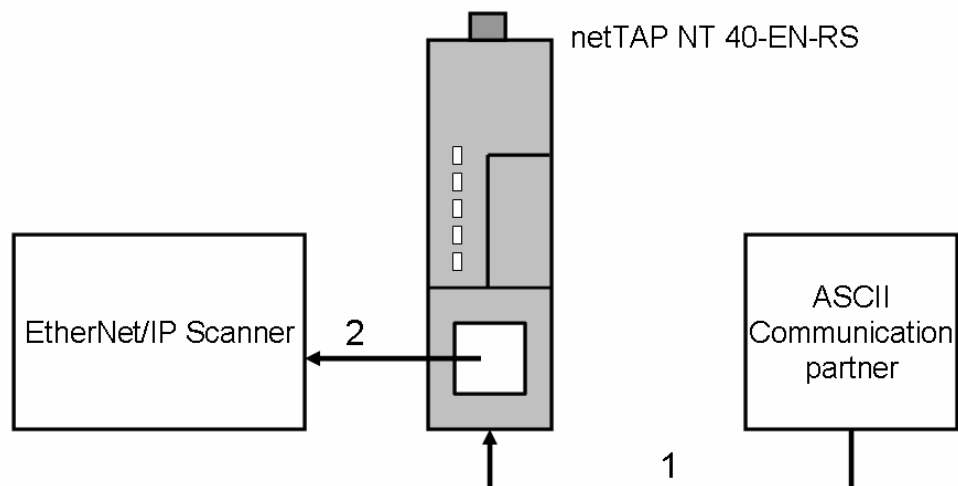 netTAP NT 40-EN-RS
EtherNet/IP Scanner
2
ASCII
Communication
partner
1